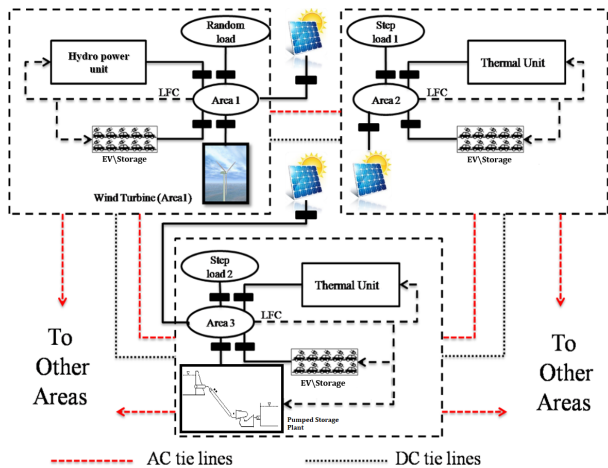 Random
load
Hydro power
unit
LFC
Area 1
EV\Storage
Wind Turbine (Area1)
Step
load 1
Thermal Unit
Area 2
LFC
EV\Storage
Step
load 2
Thermal Unit
LFC
Area 3
EV\Storage
Pumped Storage
Plant
To
Other
Areas
To
Other
Areas
AC tie lines
DC tie lines